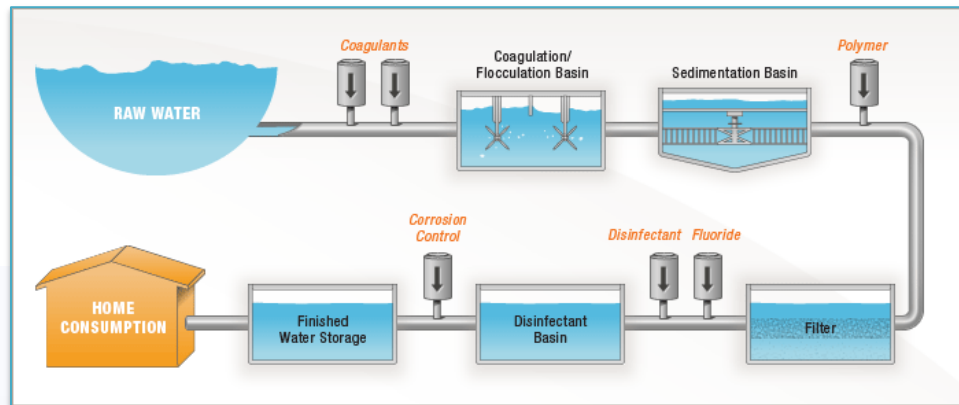 Coagulants
Coagulation/
Flocculation Basin
Sedimentation Basin
Polymer
RAW WATER
Corrosion
Control
Disinfectant
Fluoride
HOME
CONSUMPTION
Finished
Water Storage
Disinfectant
Basin
Filter